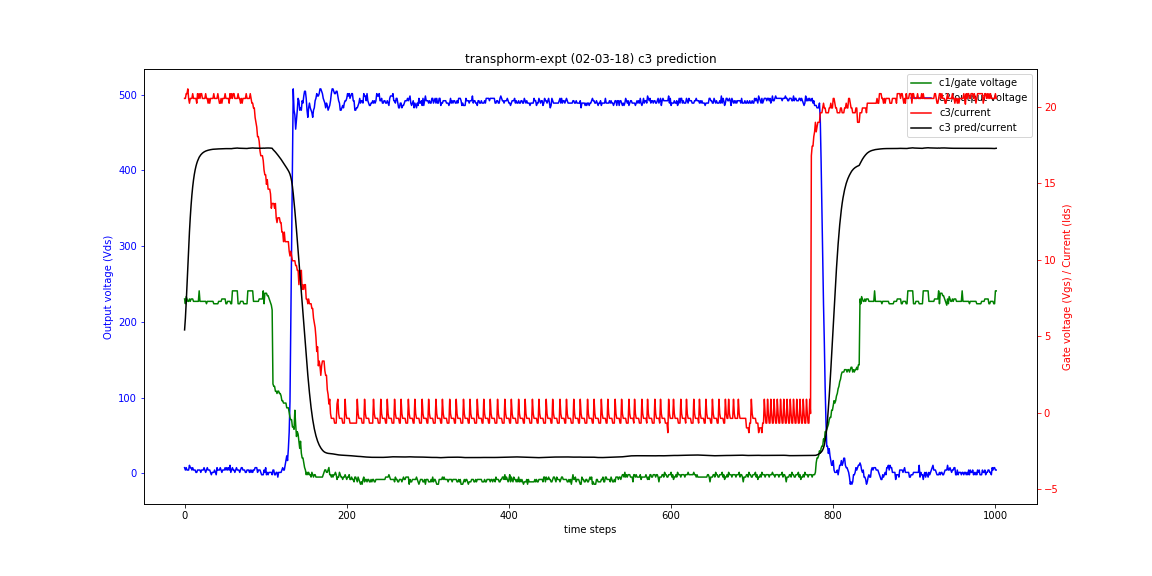 transphorm-expt (02-03-18) c3 prediction
c1/gate voltage
voltage
c3/current
c3 pred/current
Output voltage (Vds)
500
400
300
200
100
0
Gate voltage (Vgs) / Current (Ids)
20
15
10
5
0
−5
0
200
400
600
800
1000
time steps